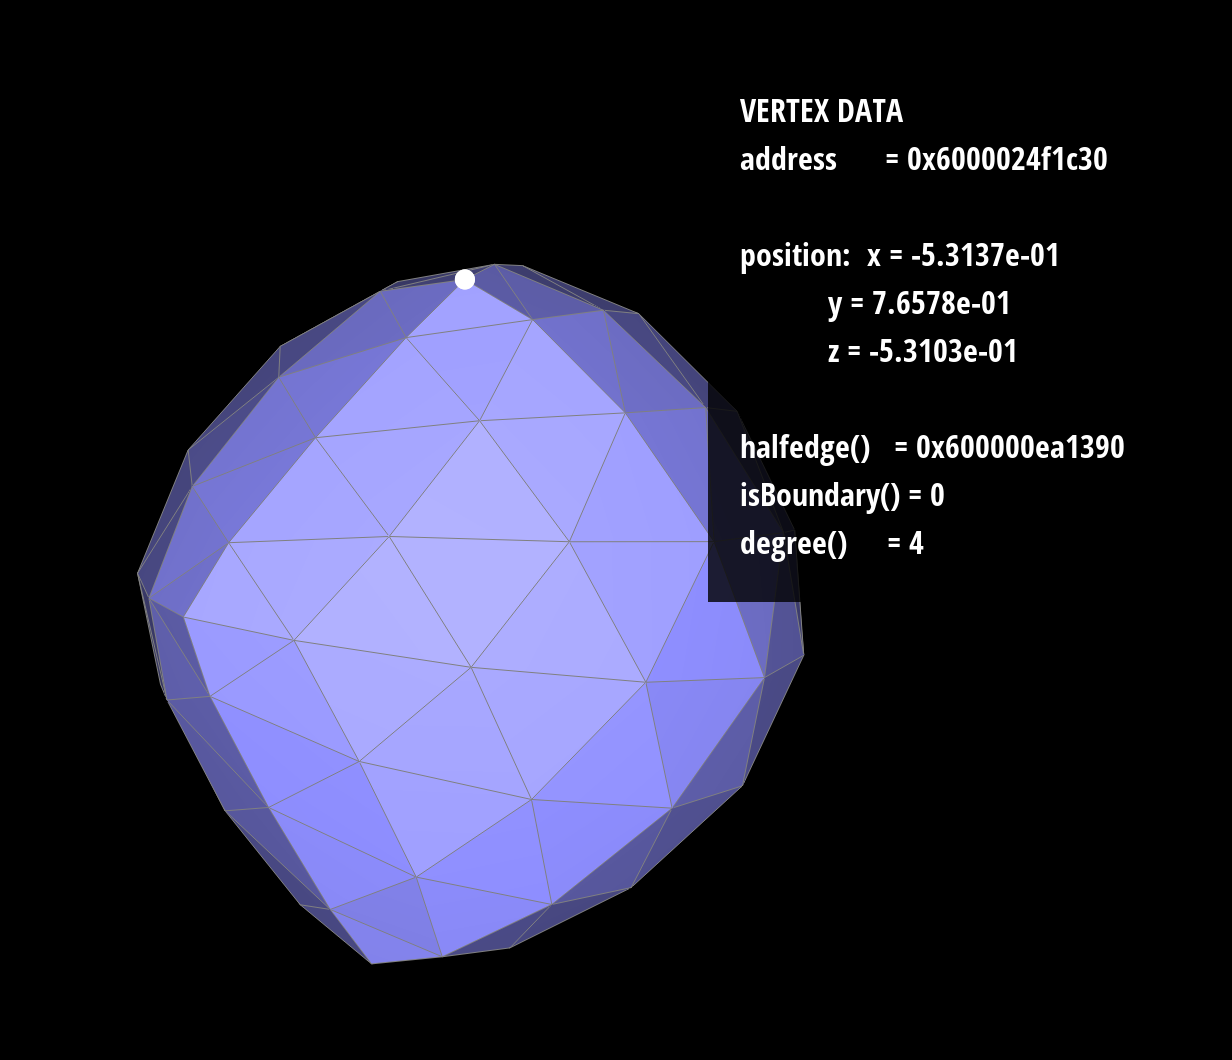 VERTEX DATA
address = 0x6000024f1c30
position: x = -5.3137e-01
y = 7.6578e-01
z = -5.3103e-01
halfedge() = 0x600000ea1390
isBoundary() = 0
degree() = 4